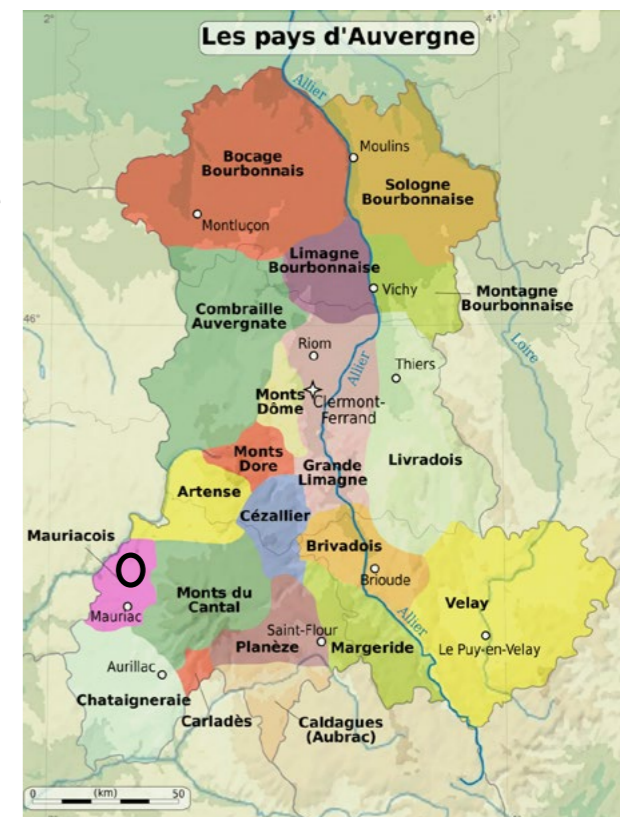 2°
4°
Les pays d'Auvergne
Allier
Moulins
Bocage
Bourbonnais
Sologne
Bourbonnaise
Montluçon
Limagne
Bourbonnaise
Vichy
Montagne
Bourbonnaise
Combraille
Auvergnate
46°
Riom
Allier
Thiers
Loire
Monts
Dôme
Clermont-
Ferrand
Monts
Dore
Grande
Limagne
Livradois
Artense
Cézallier
Mauriacois
Brivadois
Brioude
Monts du
Cantal
Velay
Mauriac
Allier
Saint-Flour
Planèze
Margeride
Le Puy-en-Velay
Aurillac
Chataigneraie
Carladès
Caldagues
(Aubrac)
0 (km) 50